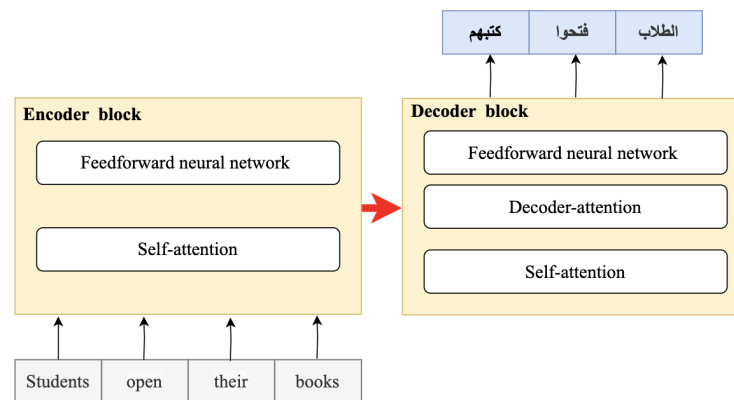 الطلاب فتحوا كتبهم
Encoder block
Feedforward neural network
Self-attention
Decoder block
Feedforward neural network
Decoder-attention
Self-attention
Students open their books